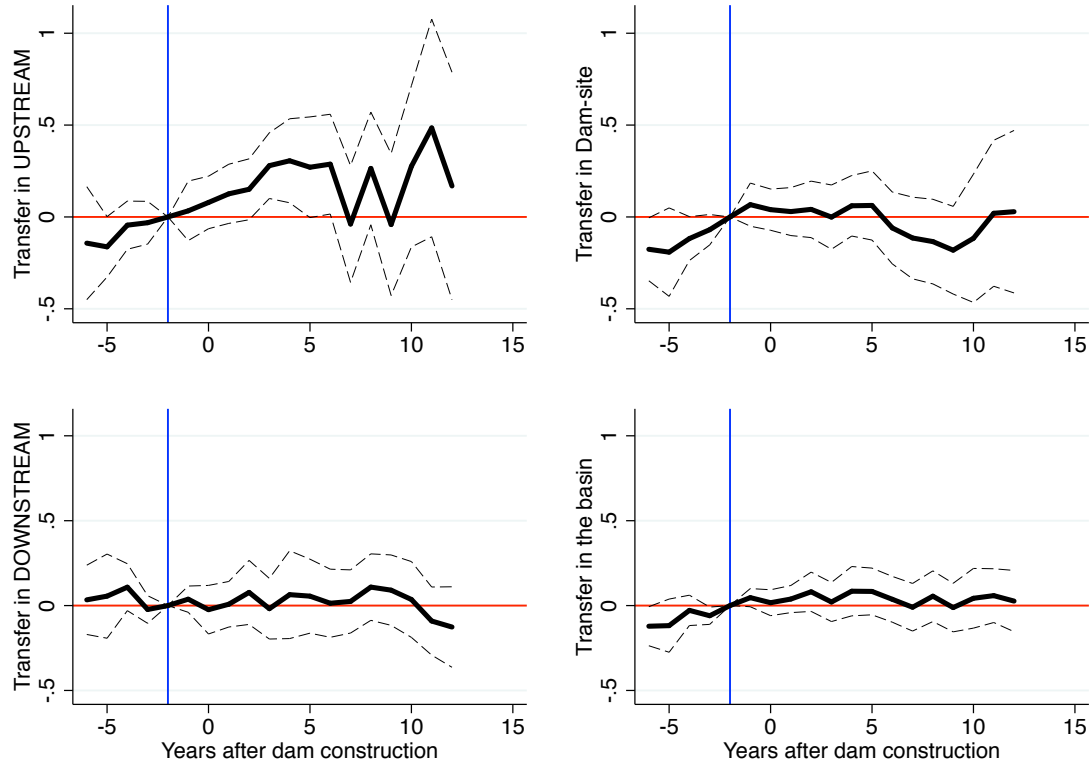 Transfer in UPSTREAM
1
.5
0
-.5
-5 0 5 10 15
Transfer in Dam-site
1
.5
0
-.5
-5 0 5 10 15
Transfer in DOWNSTREAM
1
.5
0
-.5
-5 0 5 10 15
Years after dam construction
Transfer in the basin
1
.5
0
-.5
-5 0 5 10 15
Years after dam construction